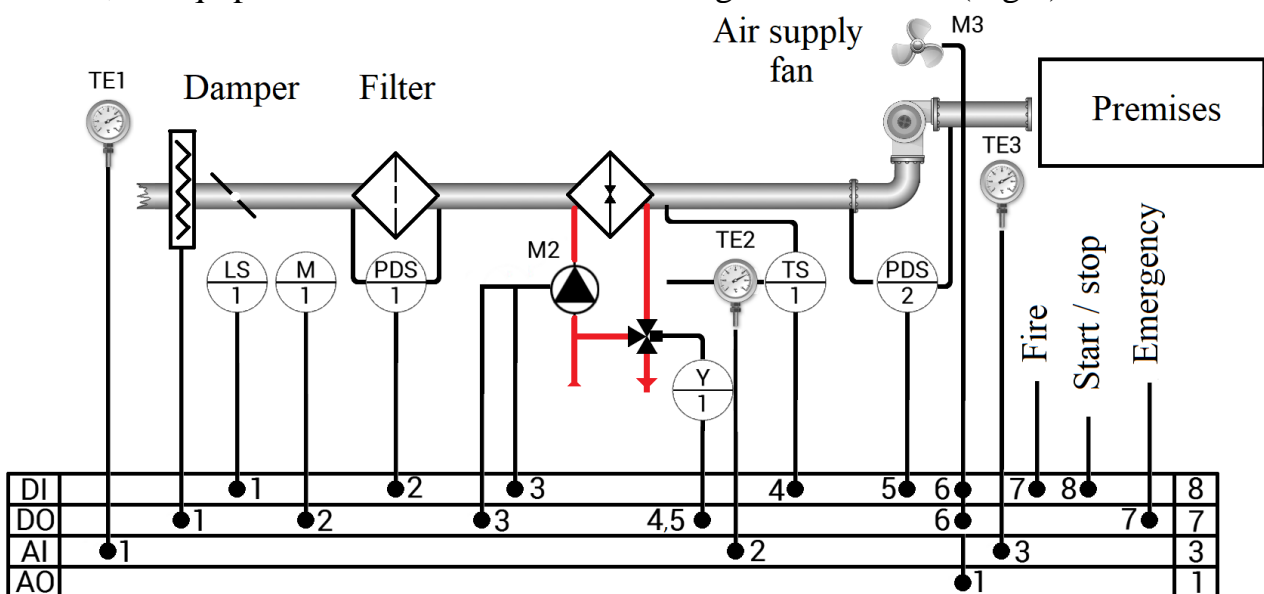 Air supply
fan
M3
TE1
Damper
Filter
Premises
TE3
M2
TE2
LS
1
M
1
PDS
1
TS
1
PDS
2
Y
1
Fire
Start / stop
Emergency
DI 1 2 3 4 5 6 7 8 8
DO 1 2 3 4,5 6 7 7
AI 1 2 3 3
AO 1 1